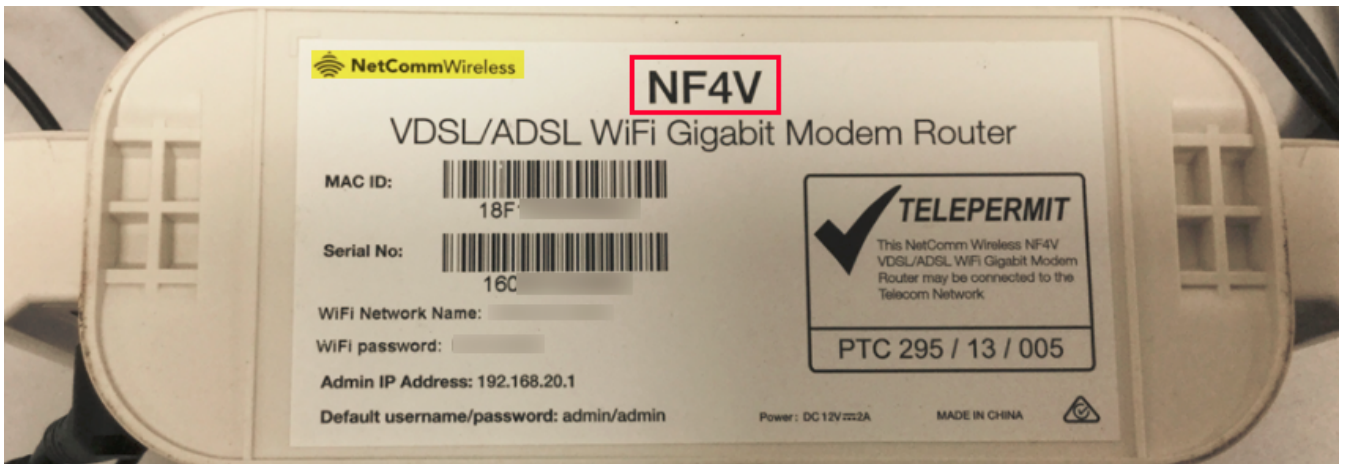 NetCommWireless
NF4V
VDSL/ADSL WiFi Gigabit Modem Router
MAC ID:
18F
Serial No:
160
WiFi Network Name:
WiFi password:
Admin IP Address: 192.168.20.1
Default username/password: admin/admin
TELEPERMIT
This NetComm Wireless NF4V
VDSL/ADSL WiFi Gigabit Modem
Router may be connected to the
Telecom Network
PTC 295 / 13 / 005
Power: DC 12V⎓2A
MADE IN CHINA